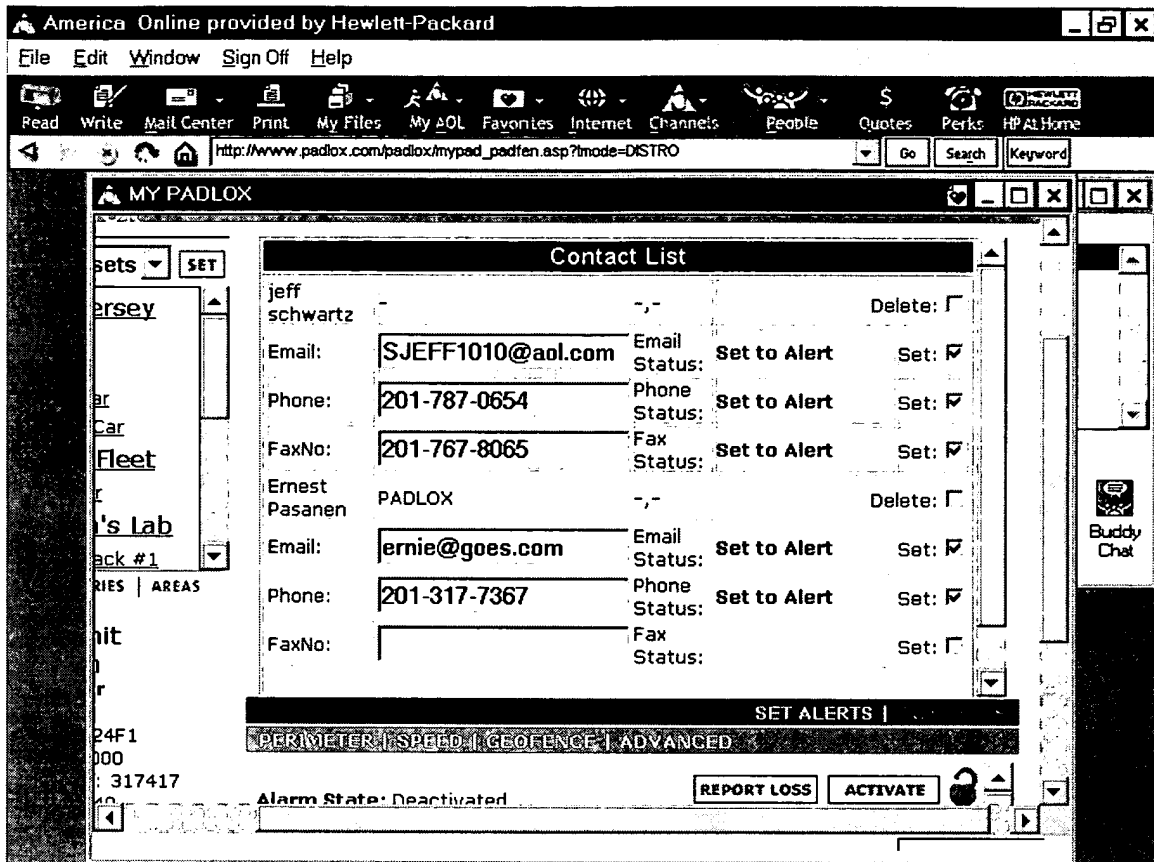 America Online provided by Hewlett-Packard
File Edit Window Sign Off Help
Read Write Mail Center Print My Files My AOL Favorites Internet Channels People Quotes Perks HP At Home
HEWLETT PACKARD
http://www.padlox.com/padlox/mypad_padfen.asp?tmode=DISTRO Go Search Keyword
MY PADLOX
sets SET
ersey
ar
Car
Fleet
r
n's Lab
ack #1
RIES | AREAS
nit
n
r
24F1
000
: 317417
Contact List
jeff schwartz - -,- Delete:
Email: SJEFF1010@aol.com Email Status: Set to Alert Set:
Phone: 201-787-0654 Phone Status: Set to Alert Set:
FaxNo: 201-767-8065 Fax Status: Set to Alert Set:
Ernest Pasanen PADLOX -,- Delete:
Email: ernie@goes.com Email Status: Set to Alert Set:
Phone: 201-317-7367 Phone Status: Set to Alert Set:
FaxNo: Fax Status: Set:
SET ALERTS |
PERIMETER | SPEED | GEOFENCE | ADVANCED
Alarm State: Deactivated REPORT LOSS ACTIVATE
Buddy Chat